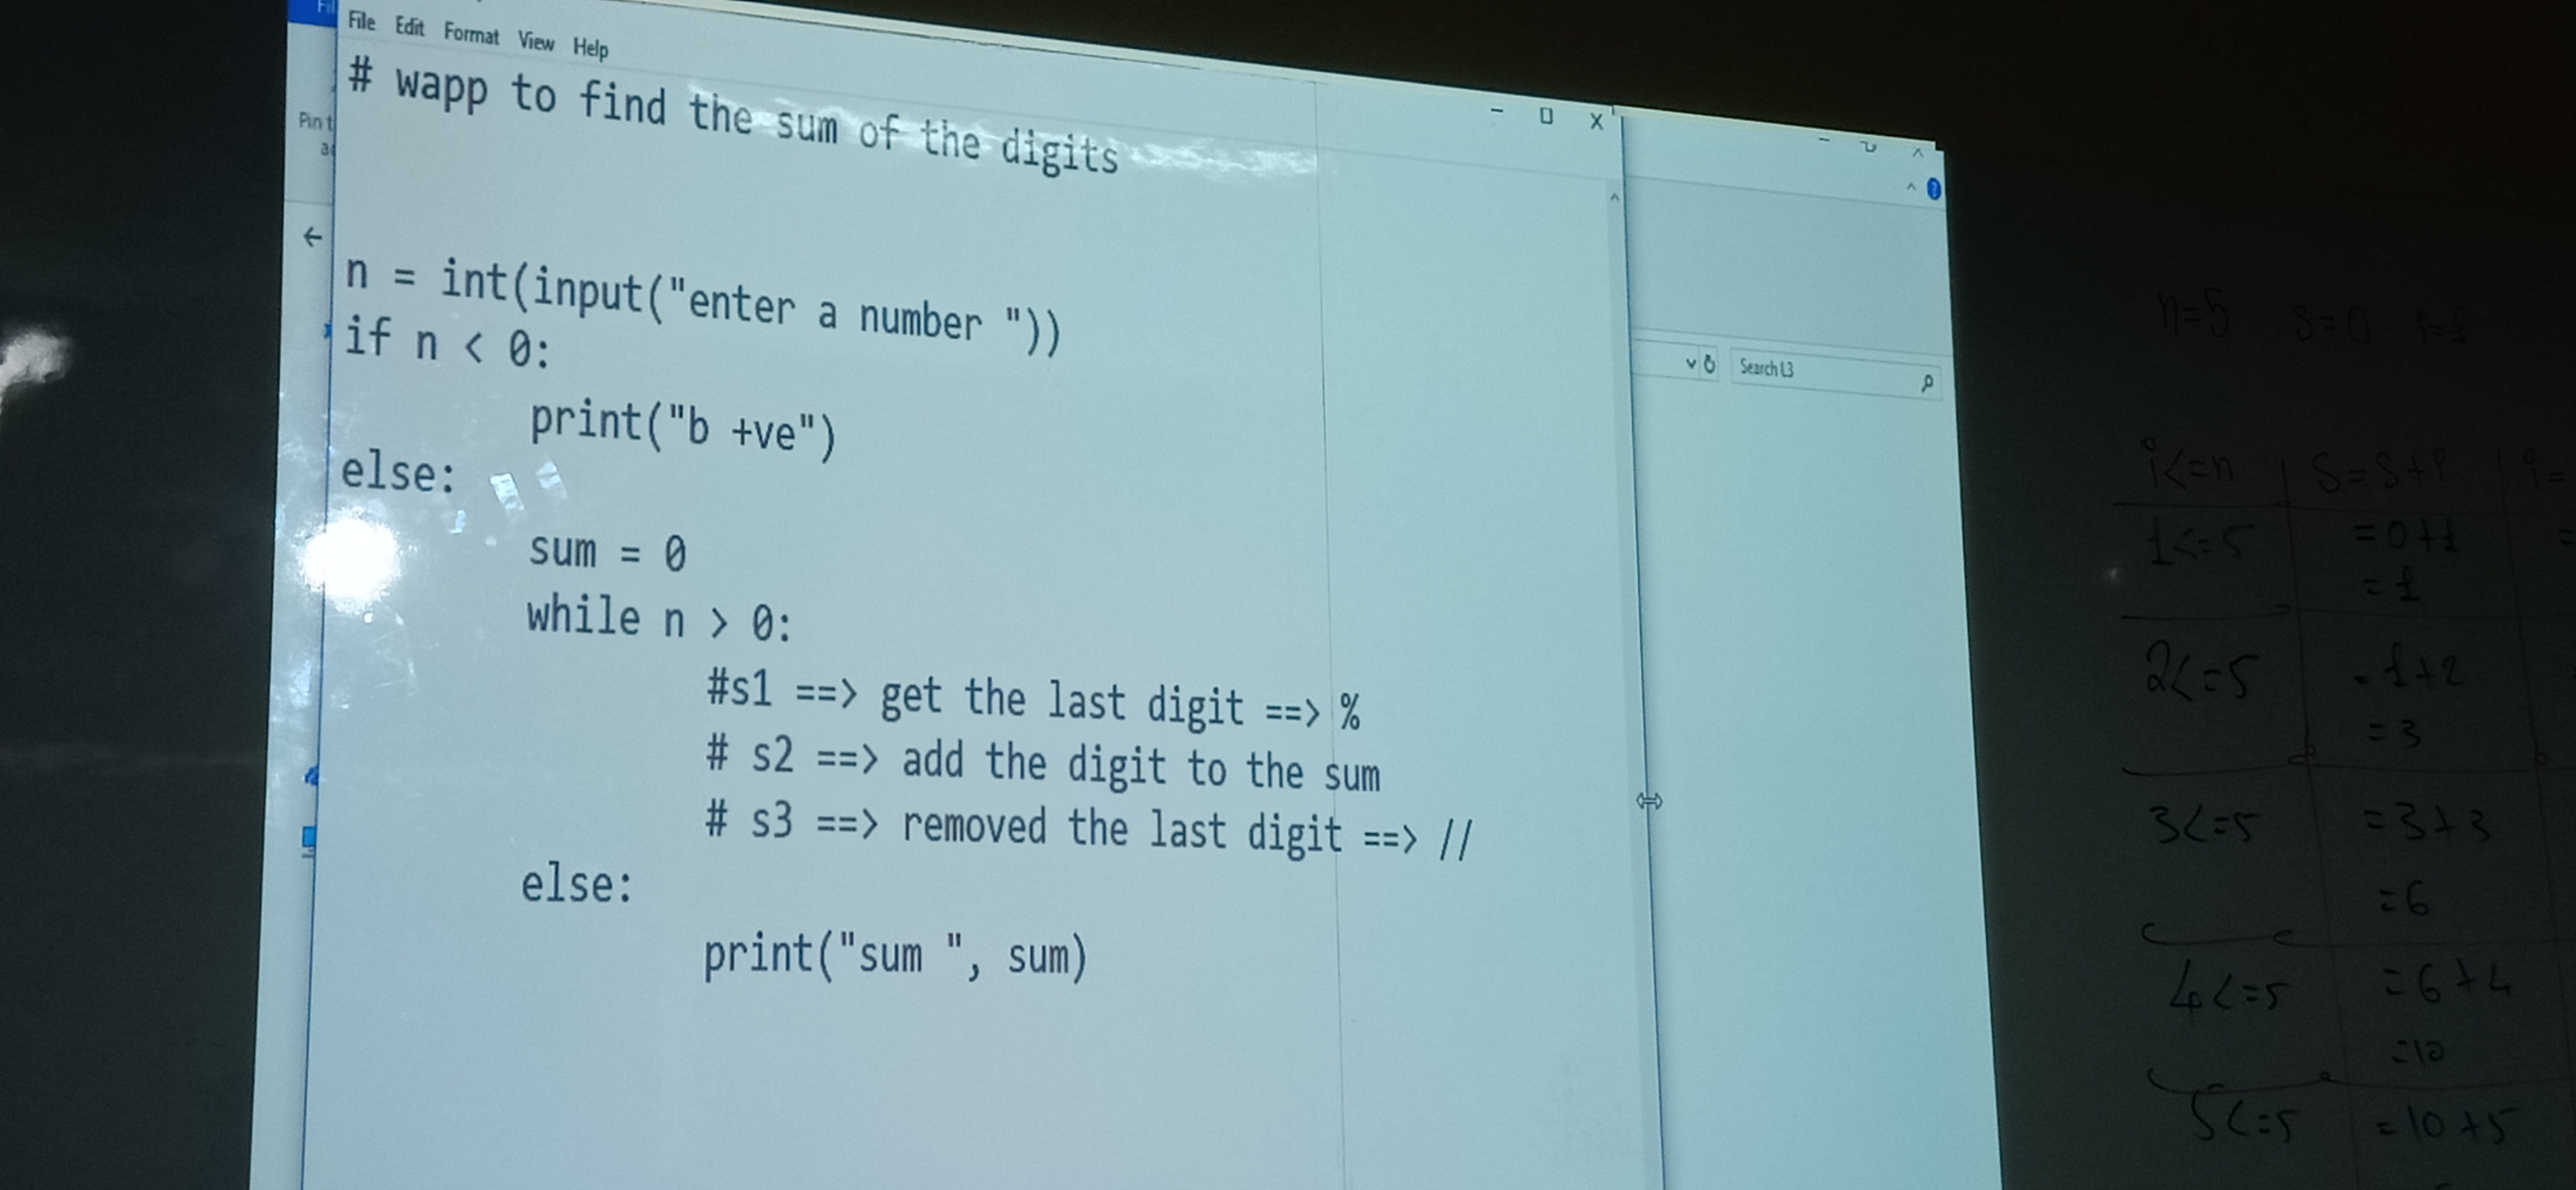 File Edit Format View Help
# wapp to find the sum of the digits
Pin t
n = int(input("enter a number "))
if n < 0:
print("b +ve")
else:
sum = 0
while n > 0:
#s1 ==> get the last digit ==> %
# s2 ==> add the digit to the sum
# s3 ==> removed the last digit ==> //
else:
print("sum ", sum)
Search L3
n=5 s=0 i=1
i<=n s=s+i i=
1<=5 =0+1 =
=1
2<=5 =1+2
=3
3<=5 =3+3
=6
4<=5 =6+4
=10
5<=5 =10+5